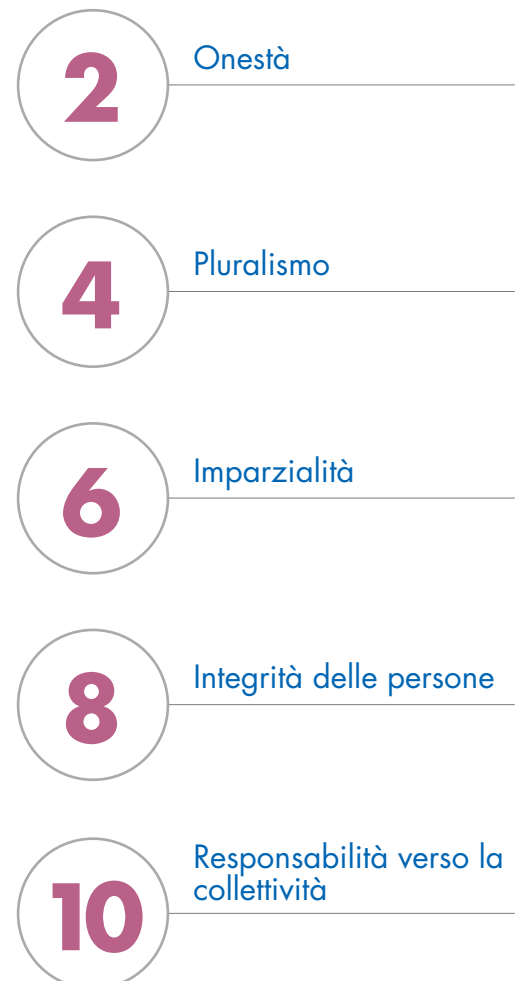 2
Onestà
4
Pluralismo
6
Imparzialità
8
Integrità delle persone
10
Responsabilità verso la
collettività